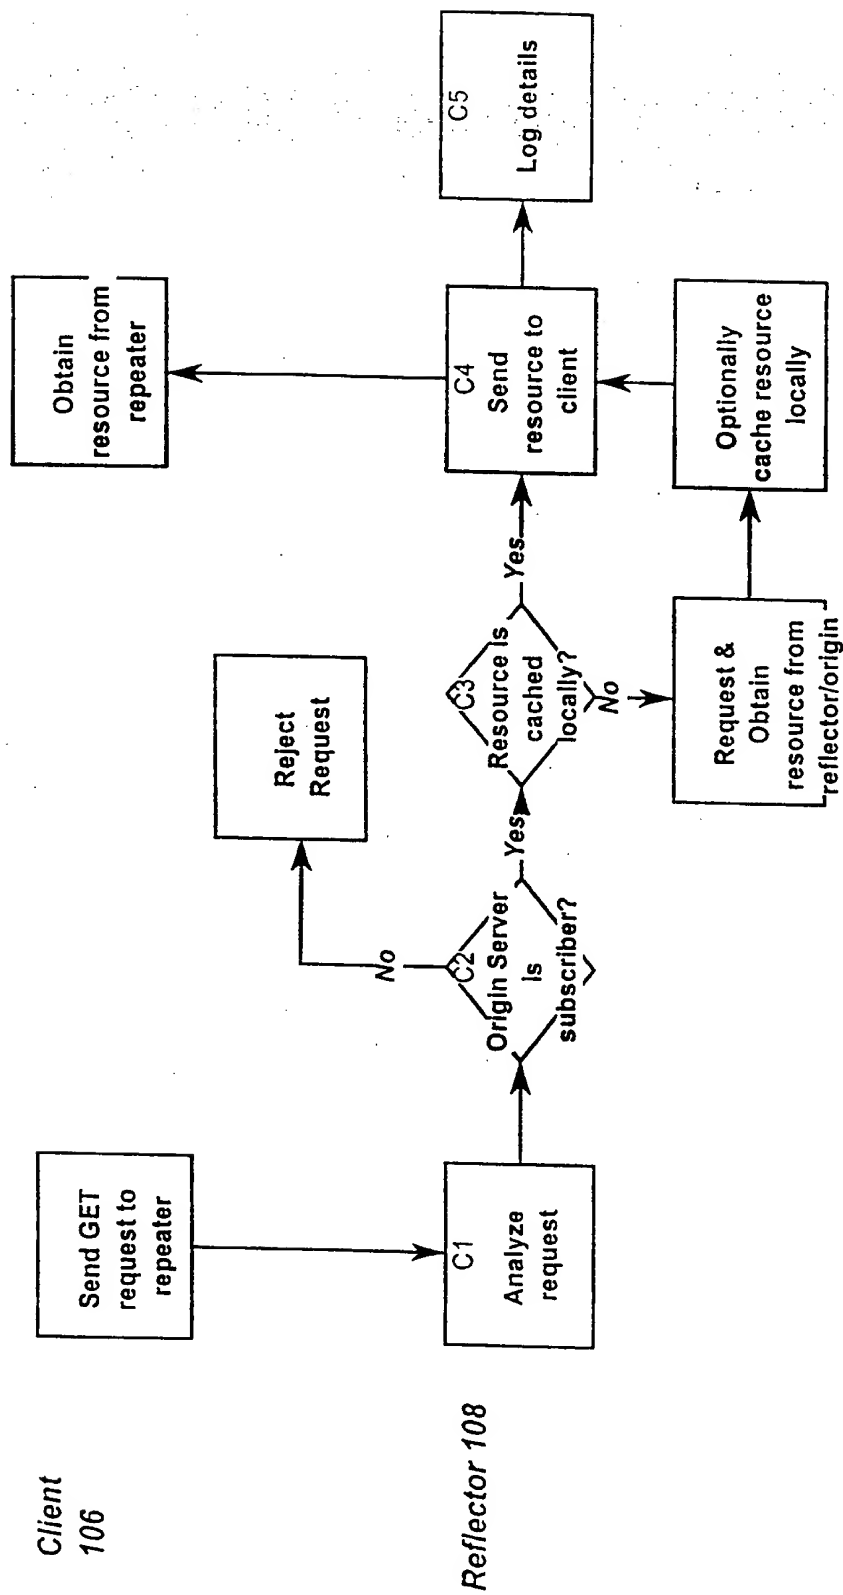 Client
106
Send GET
request to
repeater
Obtain
resource from
repeater
Reject
Request
No
Reflector 108
C1
Analyze
request
C2
Origin Server
is
subscriber?
Yes
C3
Resource is
cached
locally?
Yes
C4
Send
resource to
client
C5
Log details
No
Request &
Obtain
resource from
reflector/origin
Optionally
cache resource
locally